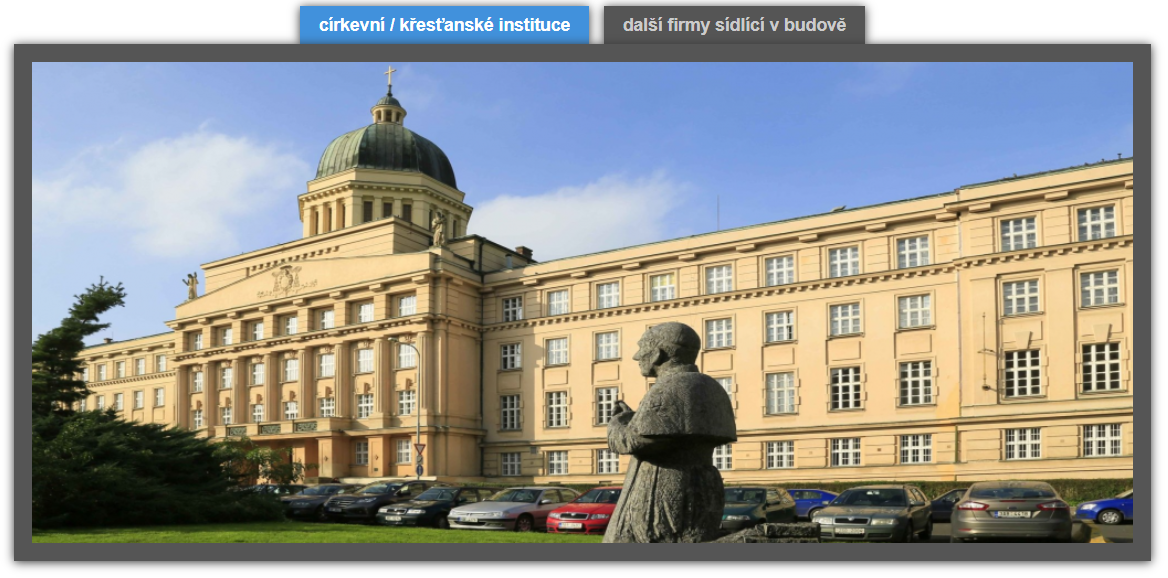 církevní / křesťanské instituce
další firmy sídlící v budově